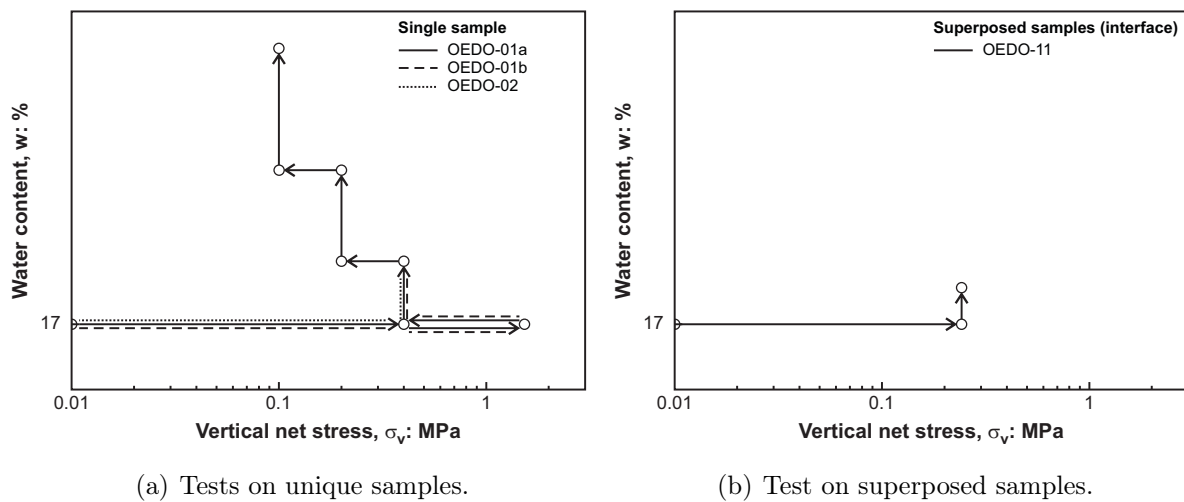 Single sample
OEDO-01a
OEDO-01b
OEDO-02
Water content, w: %
17
0.01
0.1
1
Vertical net stress, σv: MPa
(a) Tests on unique samples.
Superposed samples (interface)
OEDO-11
Water content, w: %
17
0.01
0.1
1
Vertical net stress, σv: MPa
(b) Test on superposed samples.